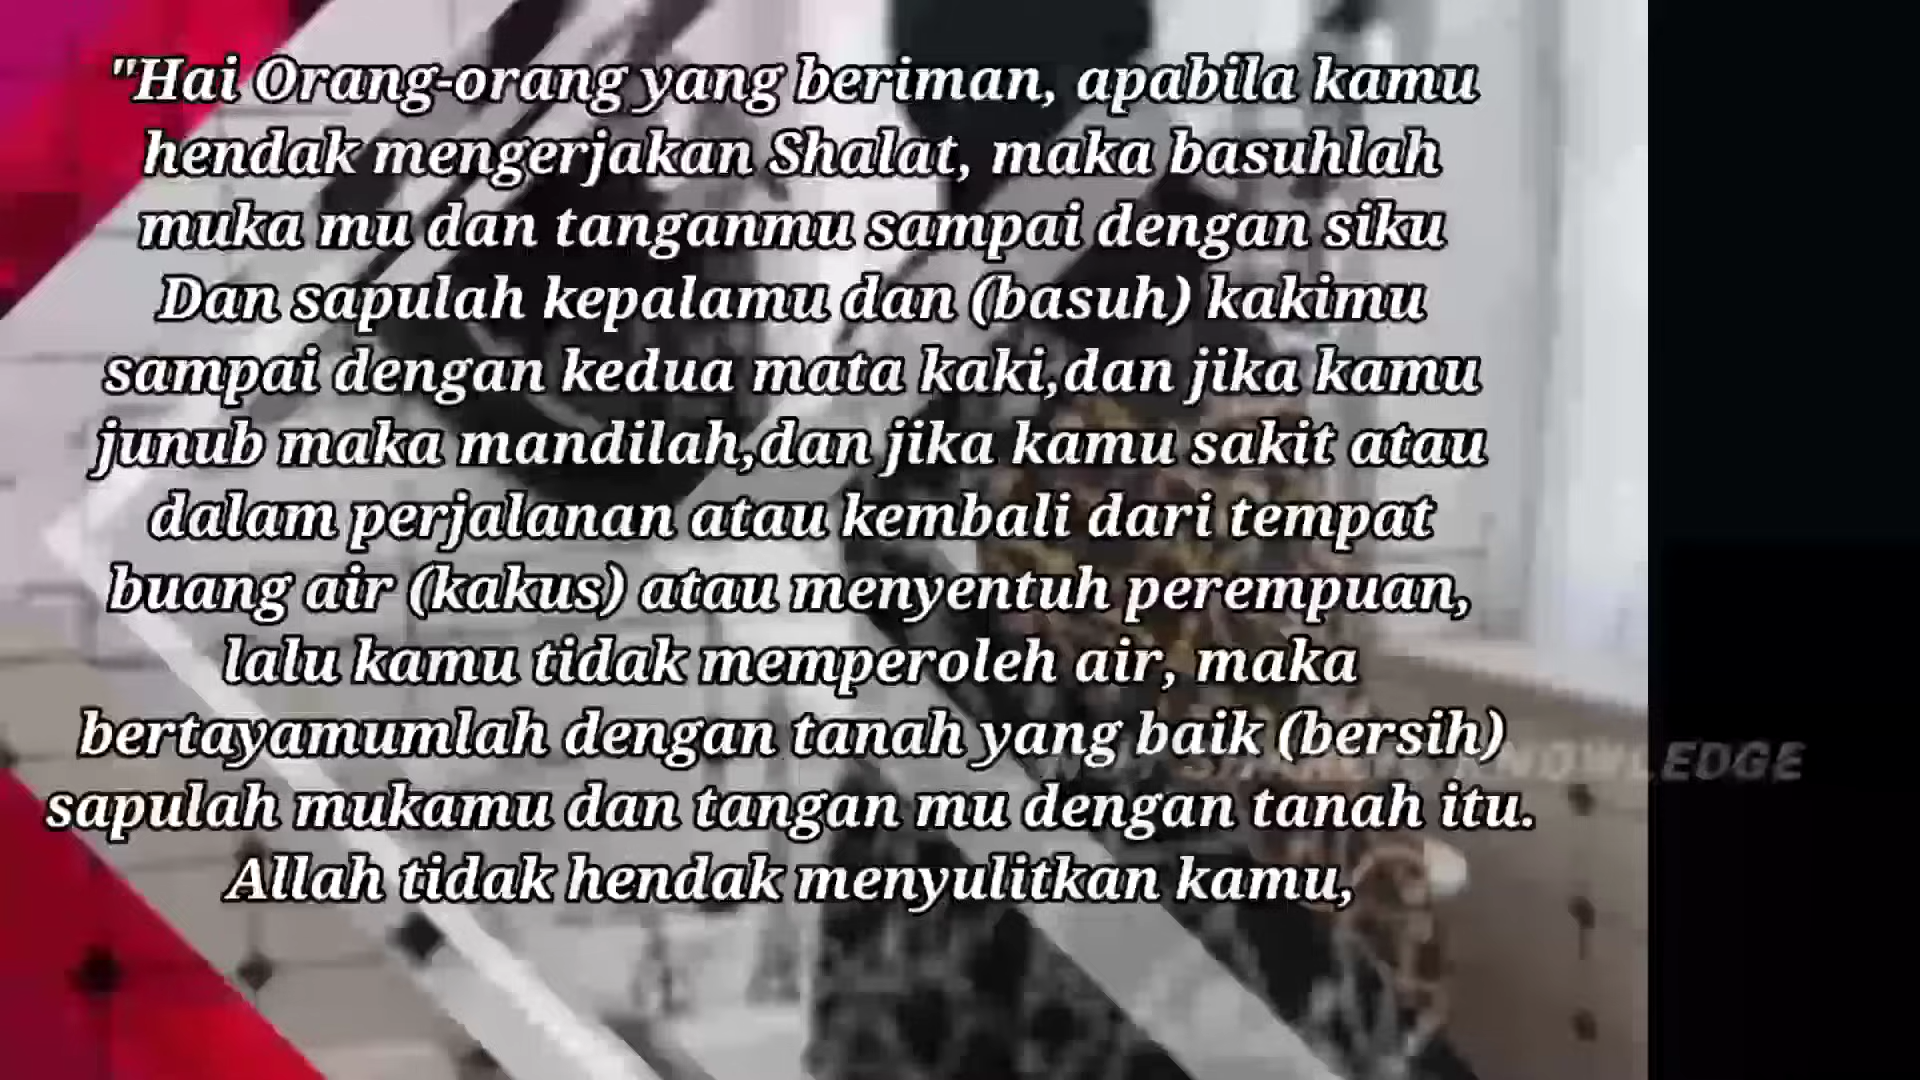 "Hai Orang-orang yang beriman, apabila kamu
hendak mengerjakan Shalat, maka basuhlah
muka mu dan tanganmu sampai dengan siku
Dan sapulah kepalamu dan (basuh) kakimu
sampai dengan kedua mata kaki,dan jika kamu
junub maka mandilah,dan jika kamu sakit atau
dalam perjalanan atau kembali dari tempat
buang air (kakus) atau menyentuh perempuan,
lalu kamu tidak memperoleh air, maka
bertayamumlah dengan tanah yang baik (bersih)
KNOWLEDGE
sapulah mukamu dan tangan mu dengan tanah itu.
Allah tidak hendak menyulitkan kamu,